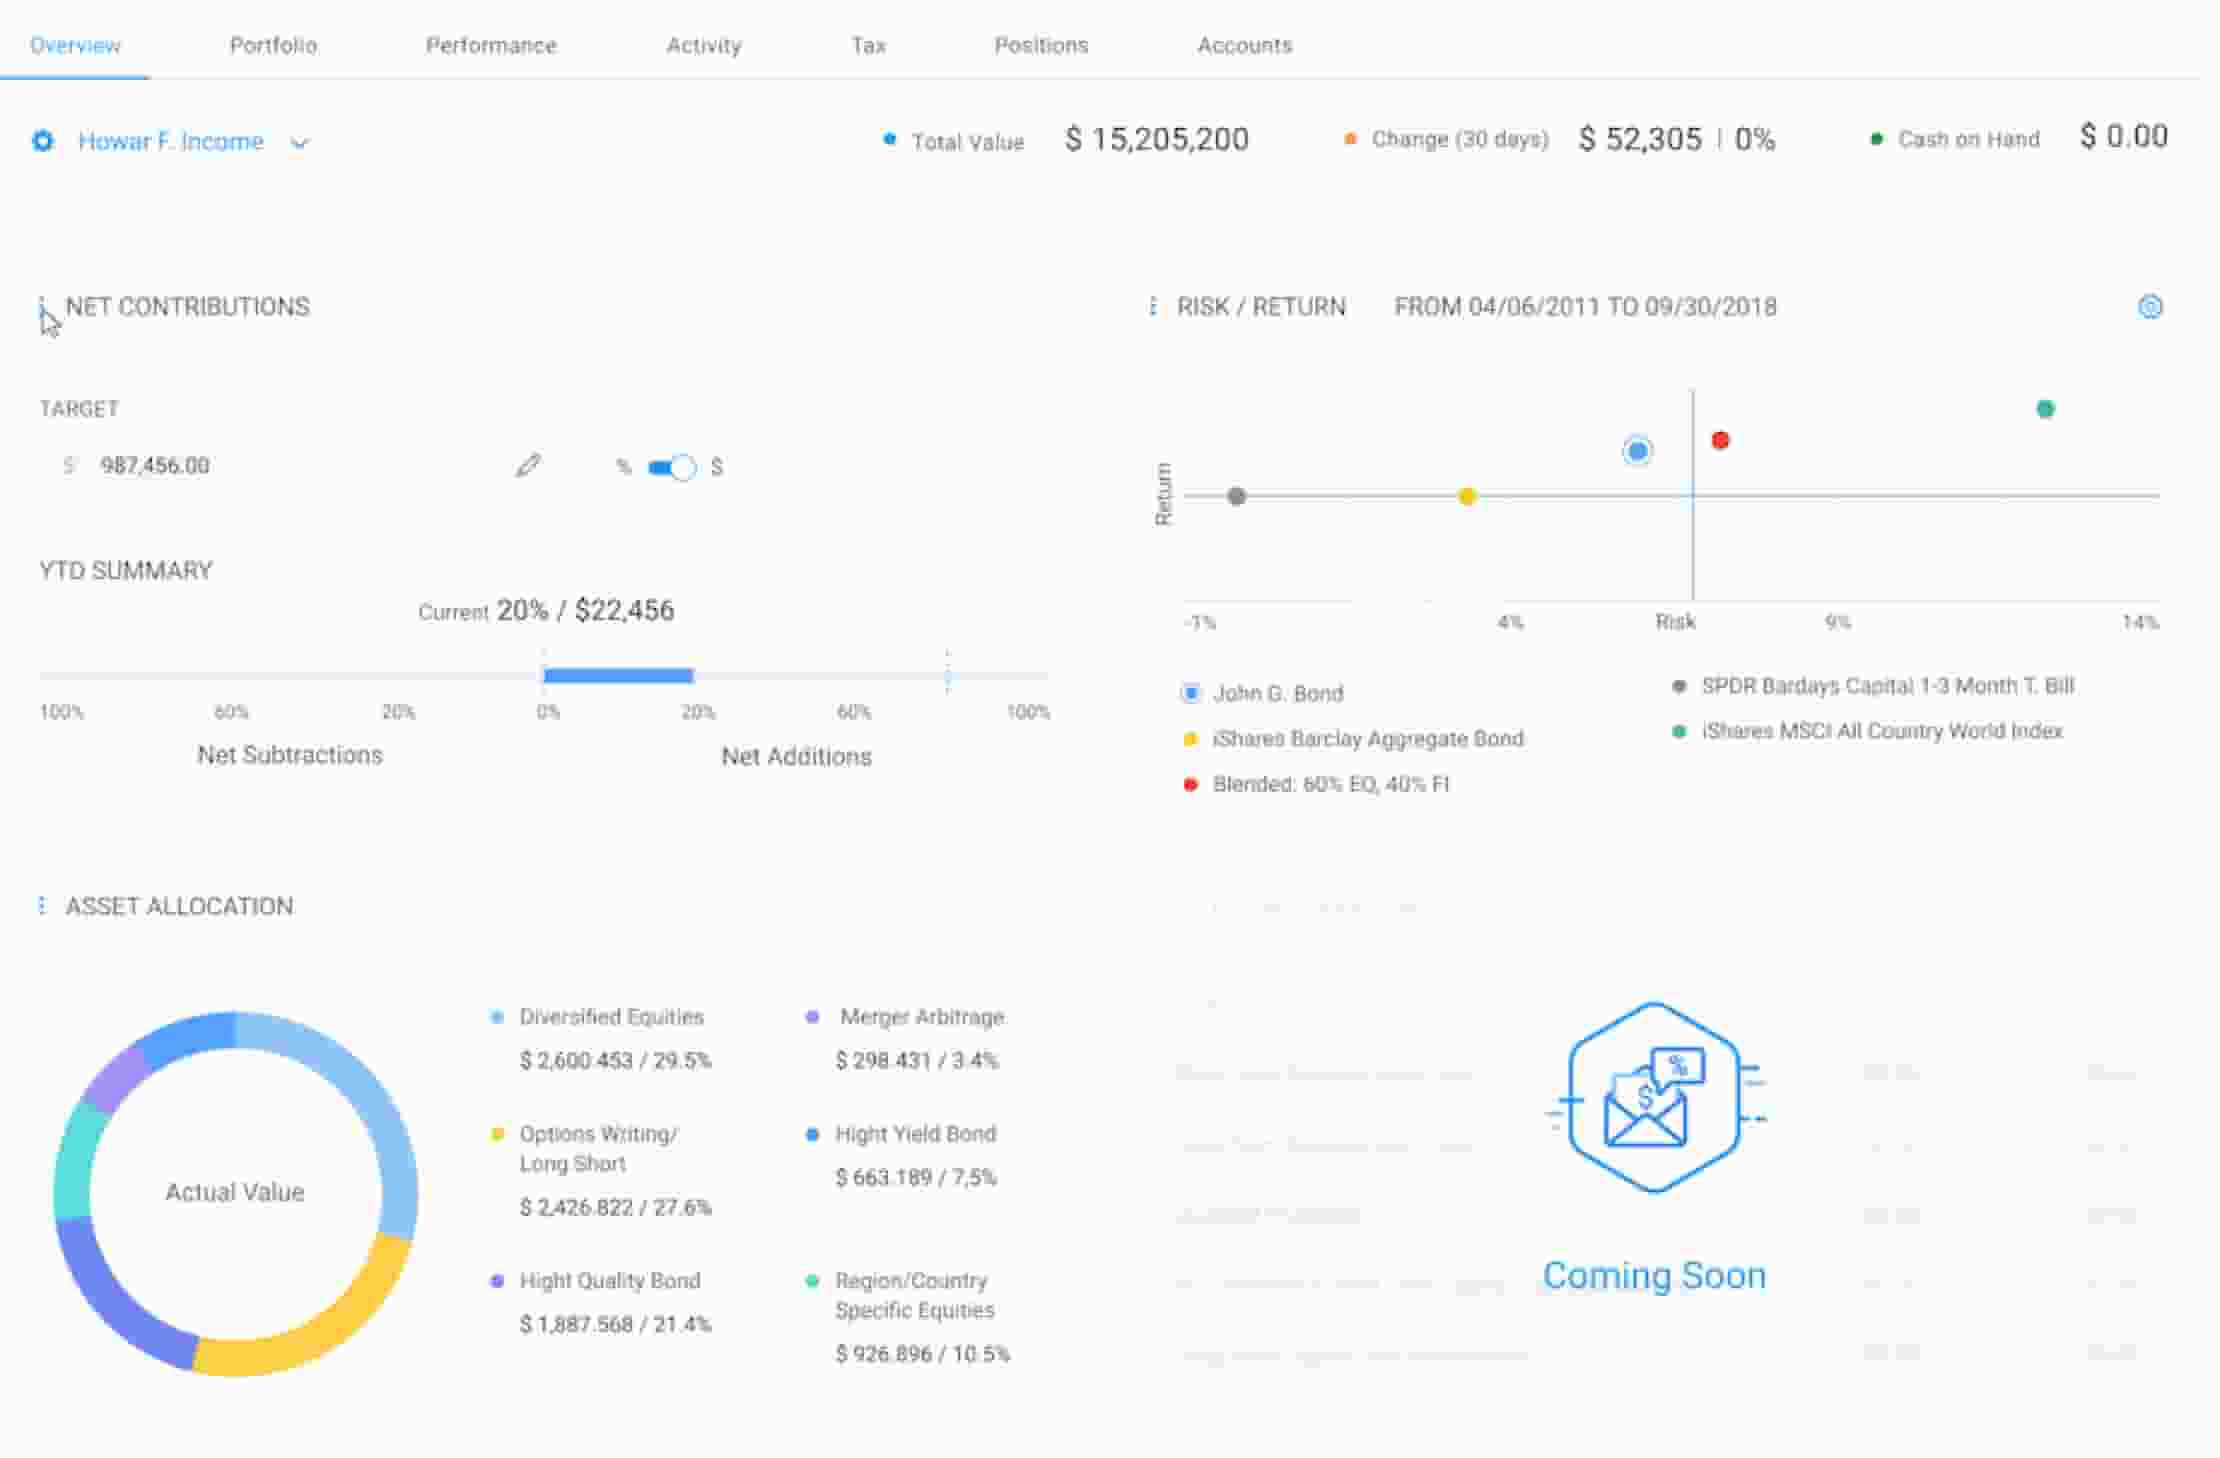 Overview Portfolio Performance Activity Tax Positions Accounts
Howar F. Income Total Value $ 15,205,200 Change (30 days) $ 52,305 | 0% Cash on Hand $ 0.00
NET CONTRIBUTIONS
TARGET
$ 987,456.00 % $
YTD SUMMARY
Current 20% / $22,456
100% 60% 20% 0% 20% 60% 100%
Net Subtractions Net Additions
RISK / RETURN FROM 04/06/2011 TO 09/30/2018
Return
-1% 4% Risk 9% 14%
John G. Bond
iShares Barclay Aggregate Bond
Blended: 60% EQ, 40% FI
SPDR Bardays Capital 1-3 Month T. Bill
iShares MSCI All Country World Index
ASSET ALLOCATION
Actual Value
Diversified Equities
$ 2,600.453 / 29.5%
Options Writing/
Long Short
$ 2,426.822 / 27.6%
Hight Quality Bond
$ 1,887.568 / 21.4%
Merger Arbitrage
$ 298.431 / 3.4%
Hight Yield Bond
$ 663.189 / 7,5%
Region/Country
Specific Equities
$ 926.896 / 10.5%
$ %
Coming Soon